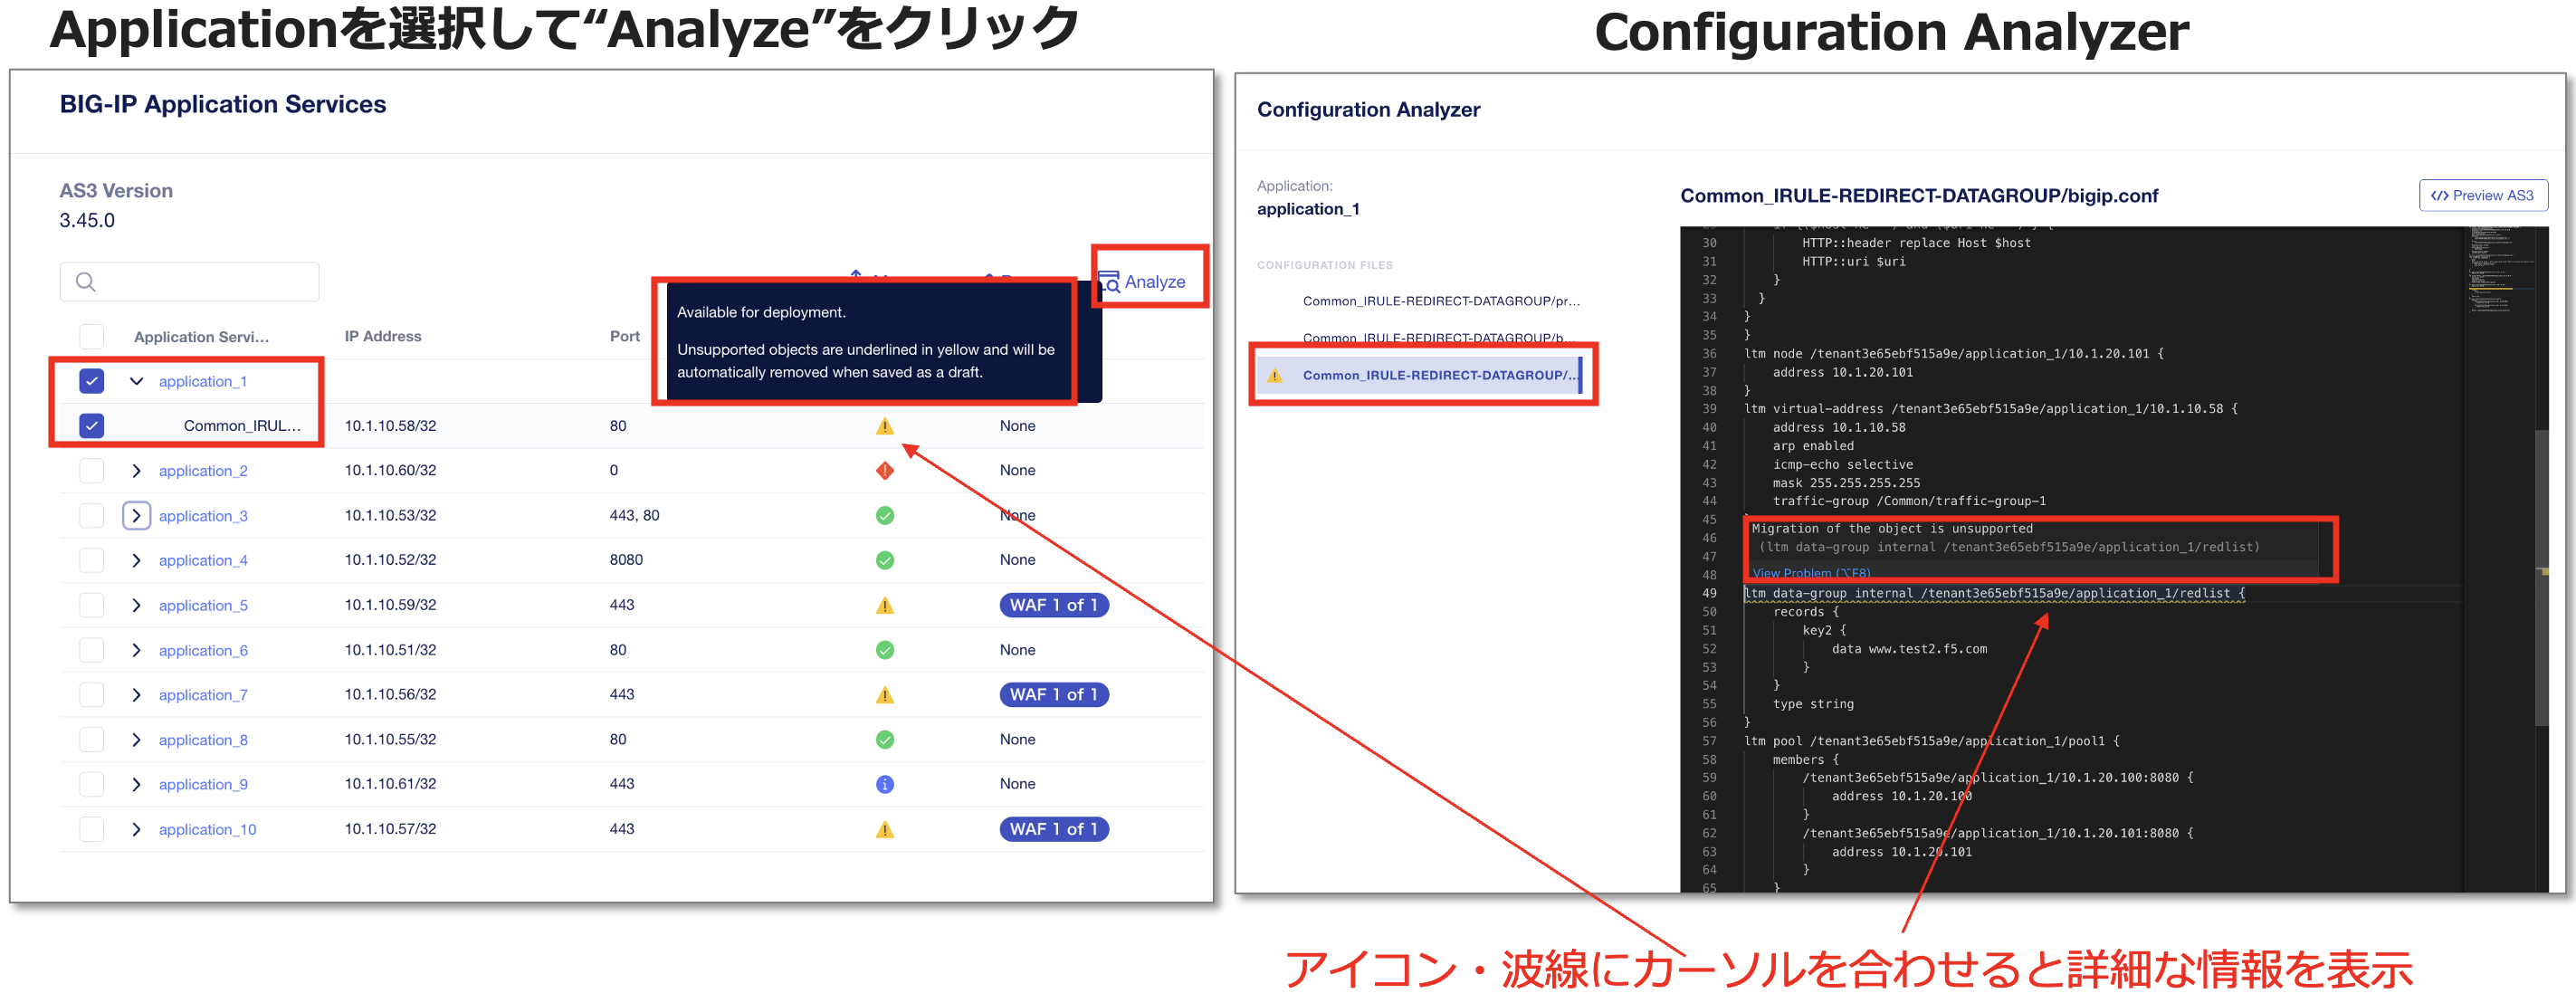 Applicationを選択して“Analyze”をクリック
BIG-IP Application Services
AS3 Version
3.45.0
Analyze
Available for deployment.
Unsupported objects are underlined in yellow and will be
automatically removed when saved as a draft.
Application Servi... IP Address Port
application_1
Common_IRUL... 10.1.10.58/32 80 None
application_2 10.1.10.60/32 0 None
application_3 10.1.10.53/32 443, 80 None
application_4 10.1.10.52/32 8080 None
application_5 10.1.10.59/32 443 WAF 1 of 1
application_6 10.1.10.51/32 80 None
application_7 10.1.10.56/32 443 WAF 1 of 1
application_8 10.1.10.55/32 80 None
application_9 10.1.10.61/32 443 None
application_10 10.1.10.57/32 443 WAF 1 of 1
Configuration Analyzer
Configuration Analyzer
Application:
application_1
CONFIGURATION FILES
Common_IRULE-REDIRECT-DATAGROUP/pr...
Common_IRULE-REDIRECT-DATAGROUP/b...
Common_IRULE-REDIRECT-DATAGROUP/...
Common_IRULE-REDIRECT-DATAGROUP/bigip.conf
</> Preview AS3
30 HTTP::header replace Host $host
31 HTTP::uri $uri
32 }
33 }
34 }
35 }
36 ltm node /tenant3e65ebf515a9e/application_1/10.1.20.101 {
37 address 10.1.20.101
38 }
39 ltm virtual-address /tenant3e65ebf515a9e/application_1/10.1.10.58 {
40 address 10.1.10.58
41 arp enabled
42 icmp-echo selective
43 mask 255.255.255.255
44 traffic-group /Common/traffic-group-1
45
Migration of the object is unsupported
46
(ltm data-group internal /tenant3e65ebf515a9e/application_1/redlist)
47
48 View Problem (⌥F8)
49 ltm data-group internal /tenant3e65ebf515a9e/application_1/redlist {
50 records {
51 key2 {
52 data www.test2.f5.com
53 }
54 }
55 type string
56 }
57 ltm pool /tenant3e65ebf515a9e/application_1/pool1 {
58 members {
59 /tenant3e65ebf515a9e/application_1/10.1.20.100:8080 {
60 address 10.1.20.100
61 }
62 /tenant3e65ebf515a9e/application_1/10.1.20.101:8080 {
63 address 10.1.20.101
64 }
65 }
アイコン・波線にカーソルを合わせると詳細な情報を表示